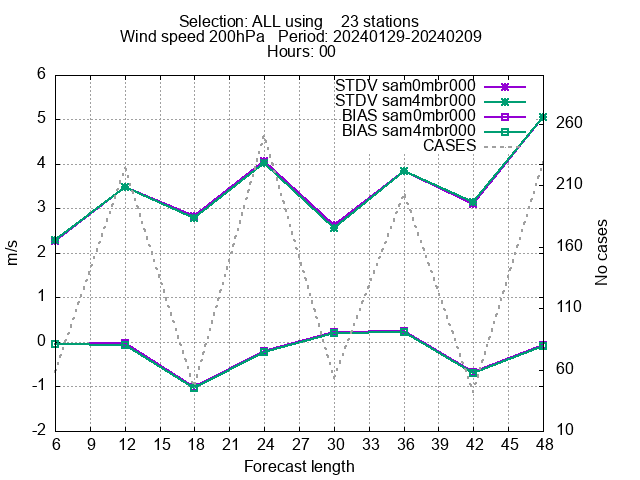 Selection: ALL using    23 stations
Wind speed 200hPa   Period: 20240129-20240209
Hours: 00
STDV sam0mbr000
STDV sam4mbr000
BIAS sam0mbr000
BIAS sam4mbr000
CASES
6
5
4
3
2
1
0
-1
-2
m/s
260
210
160
110
60
10
No cases
6 9 12 15 18 21 24 27 30 33 36 39 42 45 48
Forecast length